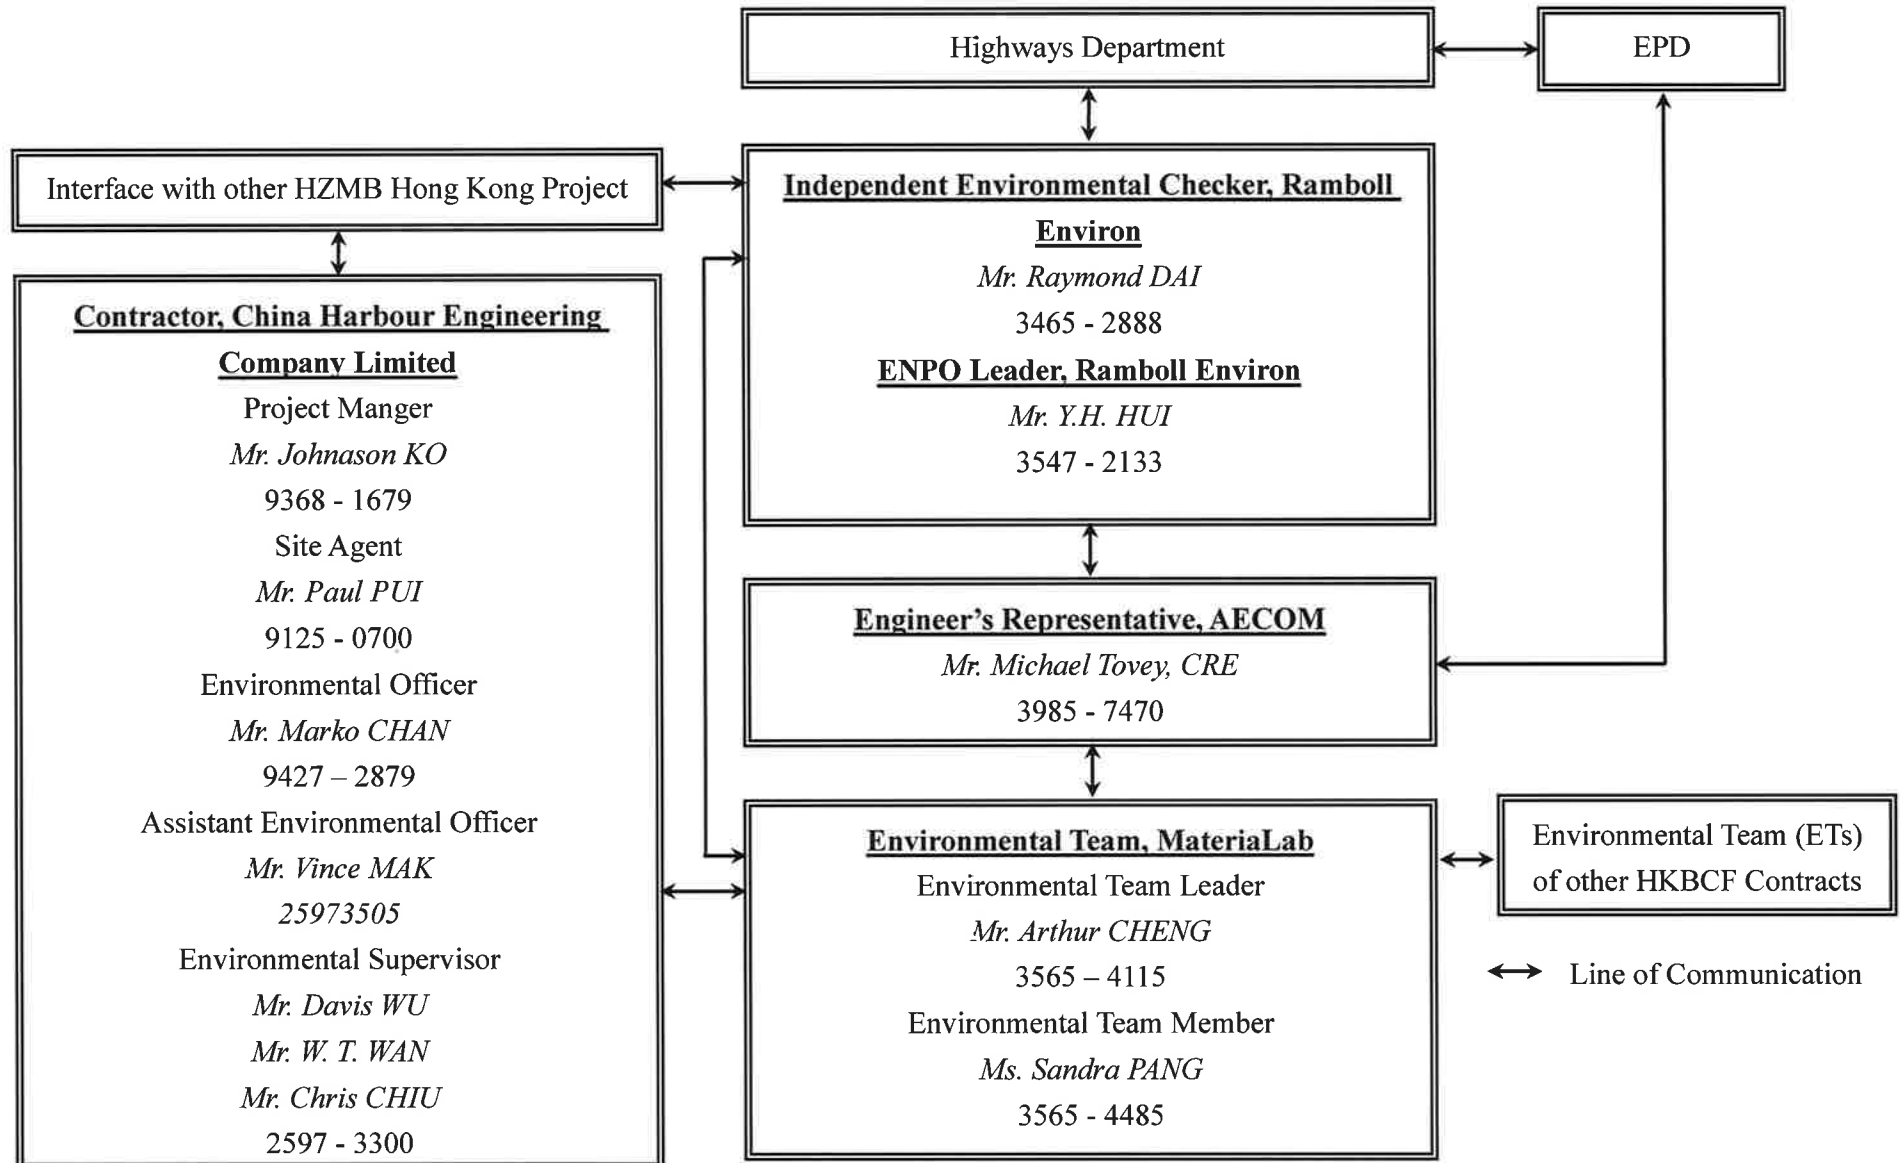 Highways Department
EPD
Interface with other HZMB Hong Kong Project
Independent Environmental Checker, Ramboll
Environ
Mr. Raymond DAI
3465 - 2888
ENPO Leader, Ramboll Environ
Mr. Y.H. HUI
3547 - 2133
Contractor, China Harbour Engineering
Company Limited
Project Manger
Mr. Johnason KO
9368 - 1679
Site Agent
Mr. Paul PUI
9125 - 0700
Environmental Officer
Mr. Marko CHAN
9427 – 2879
Assistant Environmental Officer
Mr. Vince MAK
25973505
Environmental Supervisor
Mr. Davis WU
Mr. W. T. WAN
Mr. Chris CHIU
2597 - 3300
Engineer’s Representative, AECOM
Mr. Michael Tovey, CRE
3985 - 7470
Environmental Team, MateriaLab
Environmental Team Leader
Mr. Arthur CHENG
3565 – 4115
Environmental Team Member
Ms. Sandra PANG
3565 - 4485
Environmental Team (ETs)
of other HKBCF Contracts
Line of Communication